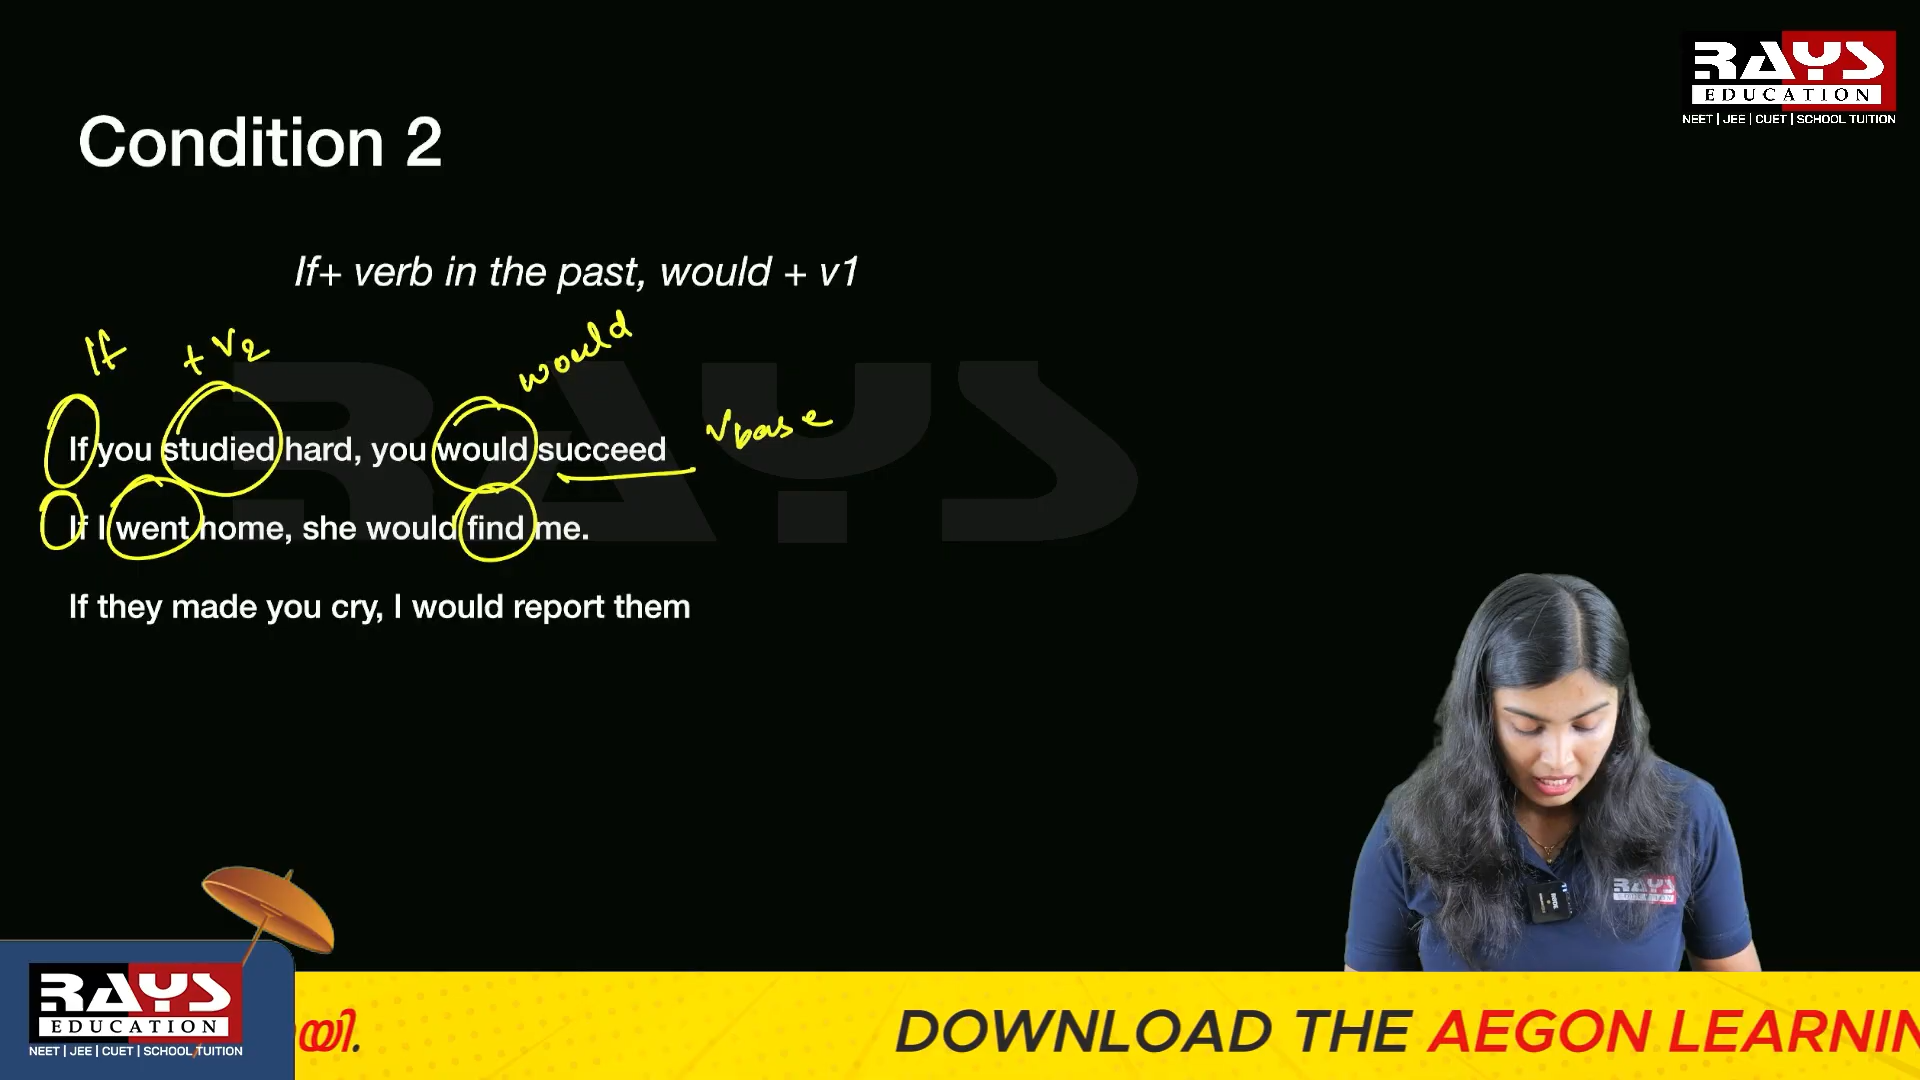 RAYS
EDUCATION
NEET | JEE | CUET | SCHOOL TUITION
Condition 2
If+ verb in the past, would + v1
If + V2 would
If you studied hard, you would succeed Vbase
If I went home, she would find me.
If they made you cry, I would report them
RAYS
RAYS
RAYS
EDUCATION
NEET | JEE | CUET | SCHOOL TUITION
യി. DOWNLOAD THE AEGON LEARNIN